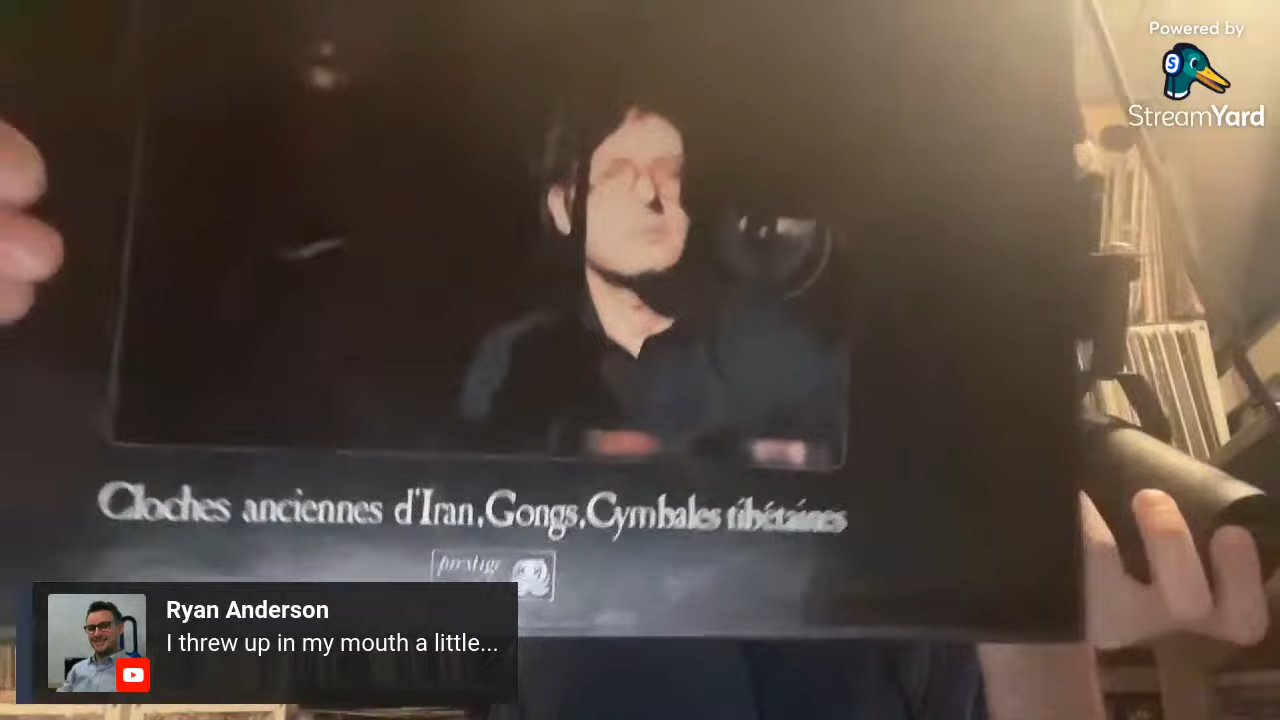 Powered by
StreamYard
Cloches anciennes d'Iran, Gongs, Cymbales tibétaines
prestige
Ryan Anderson
I threw up in my mouth a little...